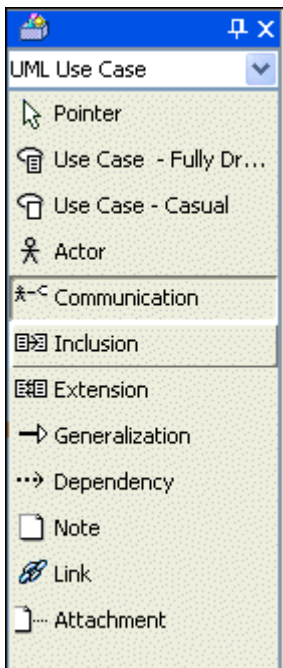 UML Use Case
Pointer
Use Case - Fully Dr...
Use Case - Casual
Actor
Communication
Inclusion
Extension
Generalization
Dependency
Note
Link
Attachment